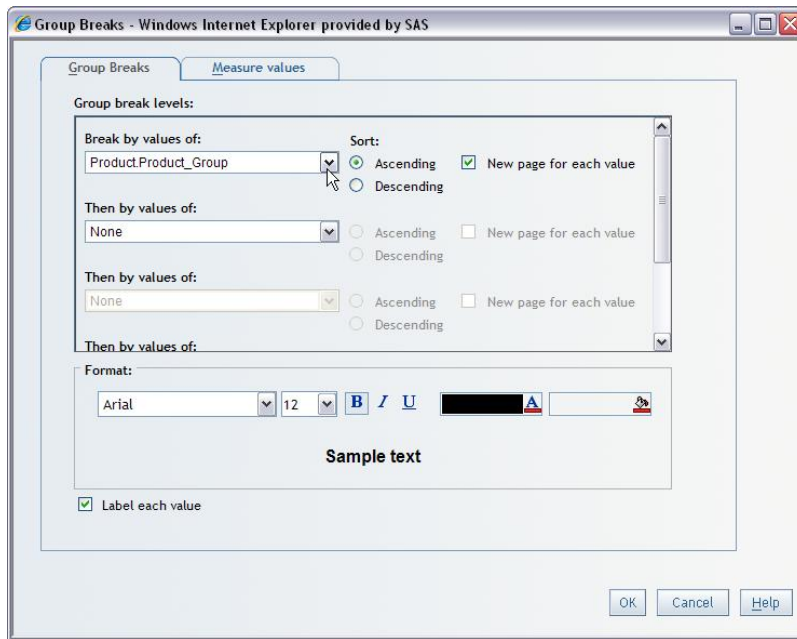 Group Breaks - Windows Internet Explorer provided by SAS
Group Breaks Measure values
Group break levels:
Break by values of: Sort:
Product.Product_Group Ascending New page for each value
Descending
Then by values of:
None Ascending New page for each value
Descending
Then by values of:
None Ascending New page for each value
Descending
Then by values of:
Format:
Arial 12 B I U A
Sample text
Label each value
OK Cancel Help